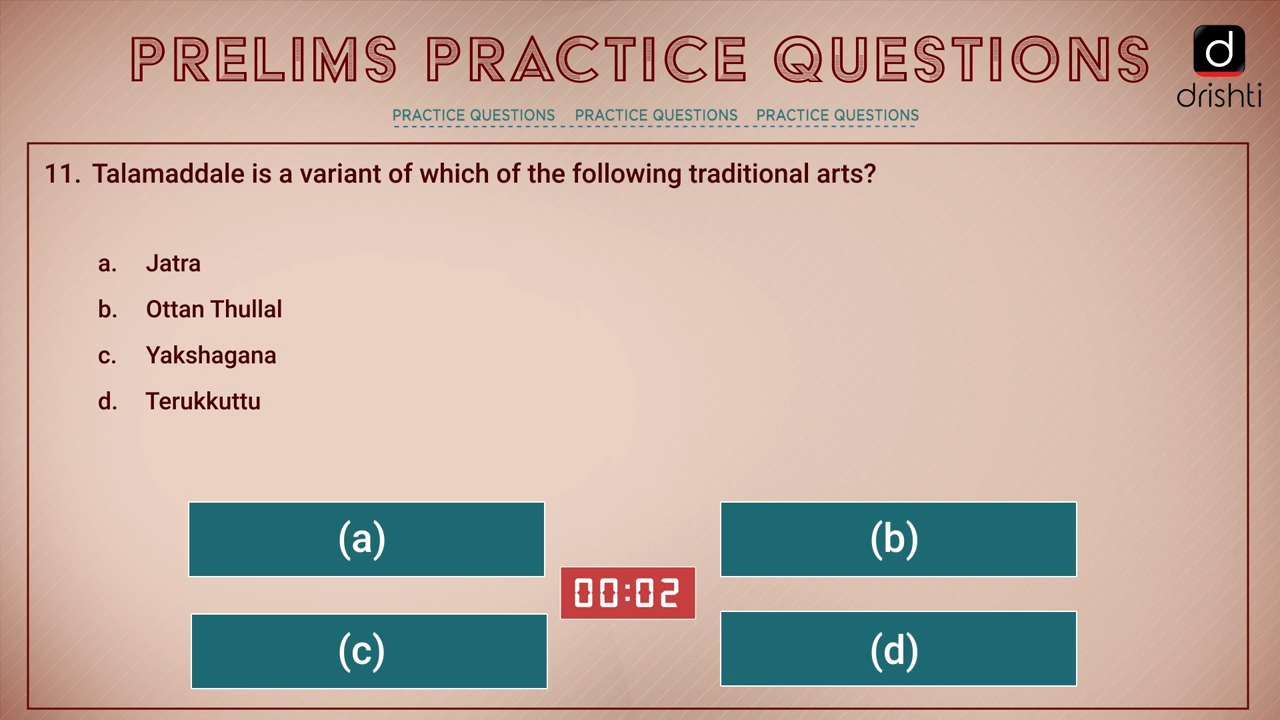 PRELIMS PRACTICE QUESTIONS
d
drishti
PRACTICE QUESTIONS PRACTICE QUESTIONS PRACTICE QUESTIONS
11. Talamaddale is a variant of which of the following traditional arts?
a. Jatra
b. Ottan Thullal
c. Yakshagana
d. Terukkuttu
(a) (b)
00:02
(c) (d)